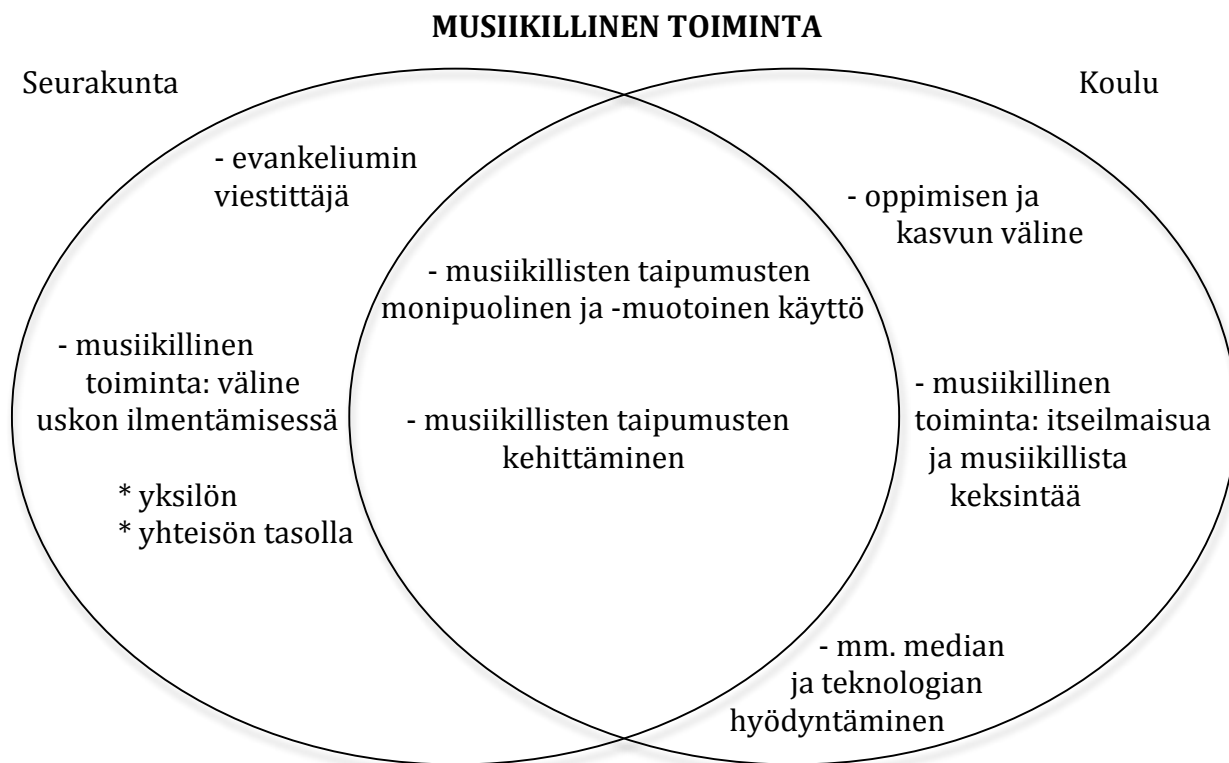 MUSIIKILLINEN TOIMINTA
Seurakunta
Koulu
- evankeliumin
viestittäjä
- musiikillinen
toiminta: väline
uskon ilmentämisessä
* yksilön
* yhteisön tasolla
- musiikillisten taipumusten
monipuolinen ja -muotoinen käyttö
- musiikillisten taipumusten
kehittäminen
- oppimisen ja
kasvun väline
- musiikillinen
toiminta: itseilmaisua
ja musiikillista
keksintää
- mm. median
ja teknologian
hyödyntäminen